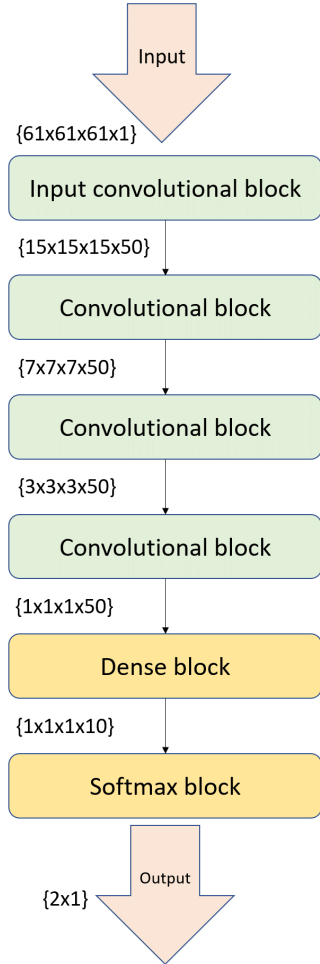 Input
{61x61x61x1}
Input convolutional block
{15x15x15x50}
Convolutional block
{7x7x7x50}
Convolutional block
{3x3x3x50}
Convolutional block
{1x1x1x50}
Dense block
{1x1x1x10}
Softmax block
Output
{2x1}